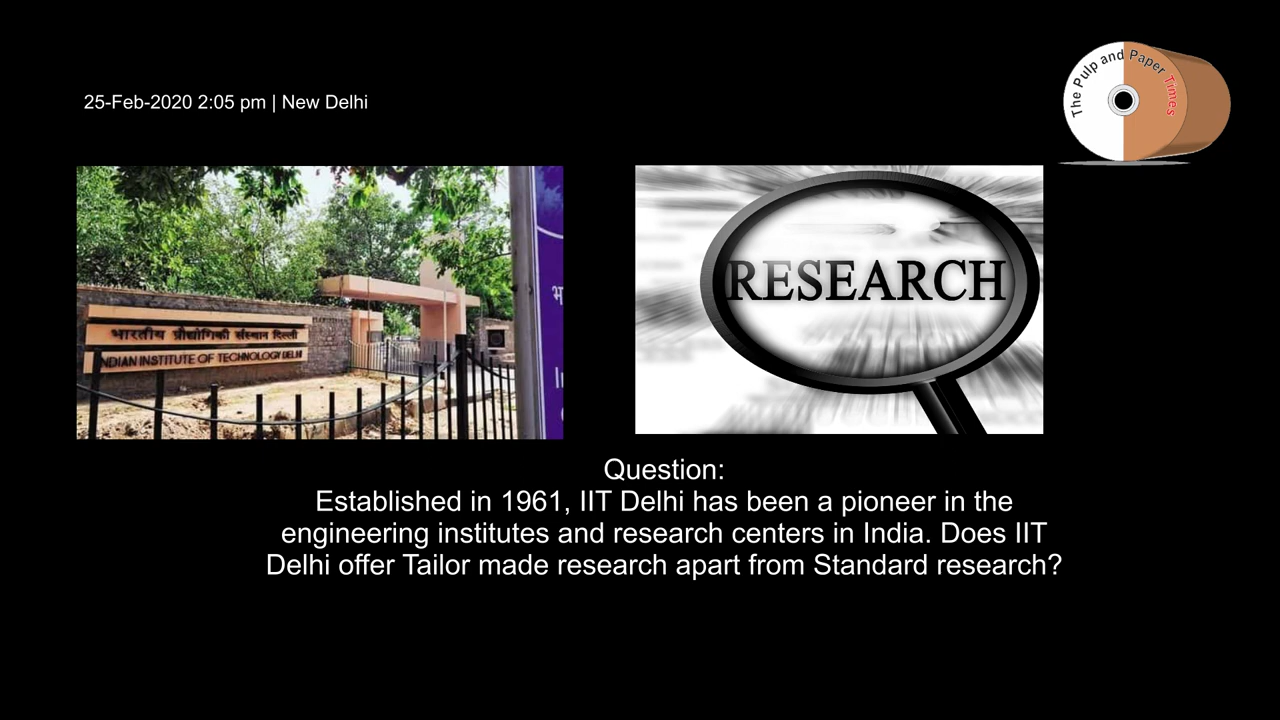 25-Feb-2020 2:05 pm | New Delhi
The Pulp and Paper Times
भारतीय प्रौद्योगिकी संस्थान दिल्ली
INDIAN INSTITUTE OF TECHNOLOGY DELHI
RESEARCH
Question:
Established in 1961, IIT Delhi has been a pioneer in the
engineering institutes and research centers in India. Does IIT
Delhi offer Tailor made research apart from Standard research?